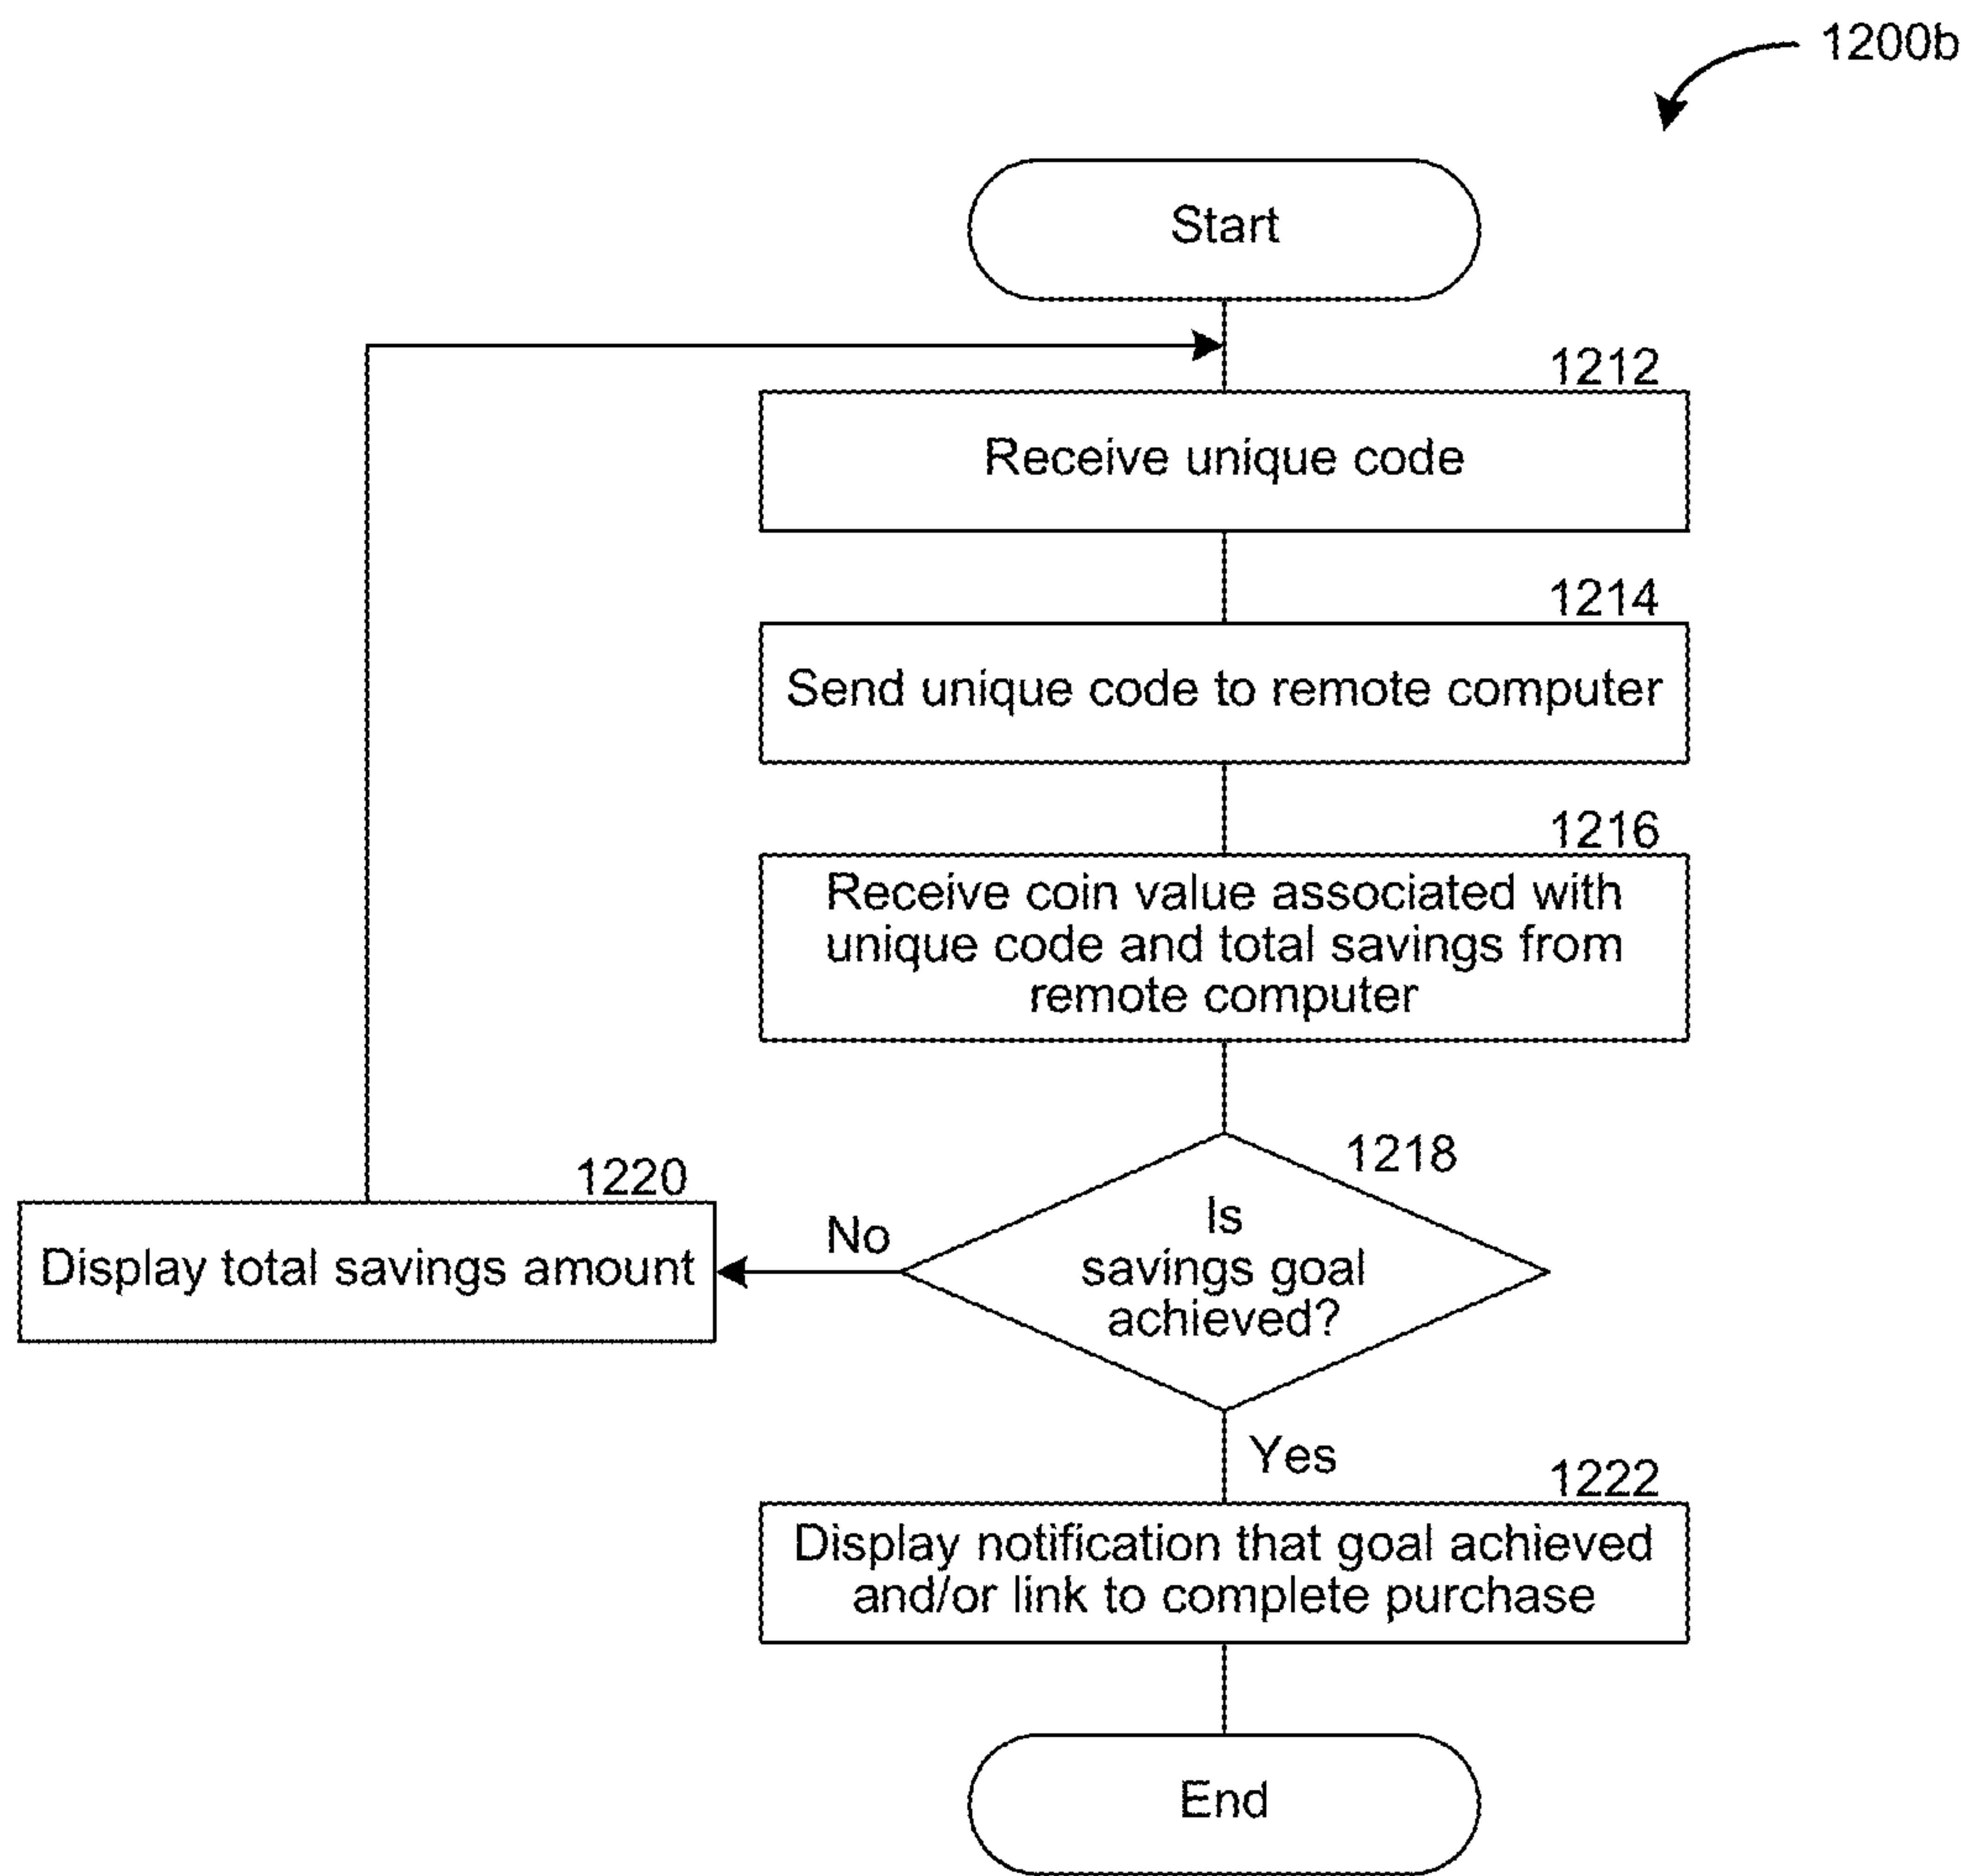 1200b
Start
1212
Receive unique code
1214
Send unique code to remote computer
1216
Receive coin value associated with
unique code and total savings from
remote computer
1218
Is
savings goal
achieved?
No
1220
Display total savings amount
Yes
1222
Display notification that goal achieved
and/or link to complete purchase
End